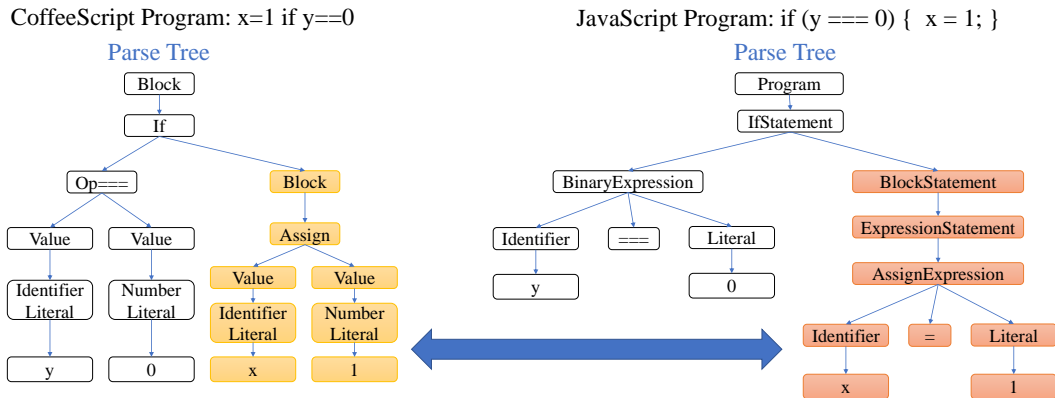 CoffeeScript Program: x=1 if y==0
Parse Tree
Block
If
Op===
Block
Assign
Value
Value
Value
Value
Identifier
Literal
Number
Literal
Identifier
Literal
Number
Literal
y
0
x
1
JavaScript Program: if (y === 0) { x = 1; }
Parse Tree
Program
IfStatement
BinaryExpression
BlockStatement
ExpressionStatement
Identifier
===
Literal
AssignExpression
y
0
Identifier
=
Literal
x
1